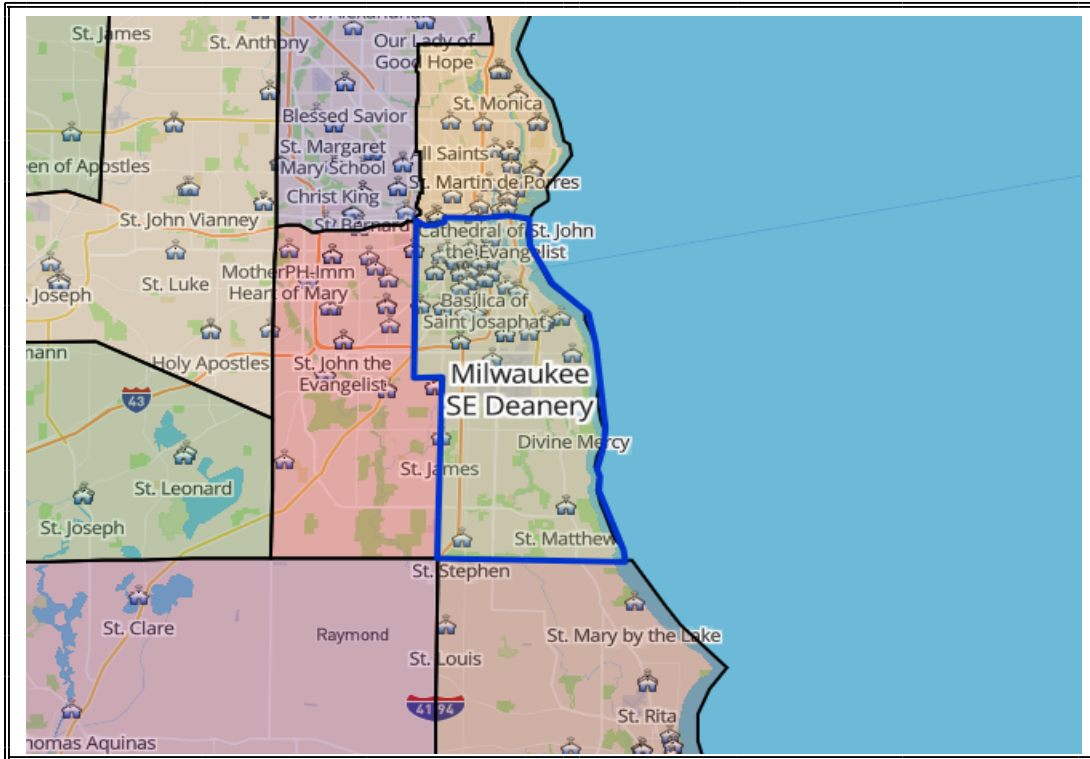 St. James
St. Anthony
Our Lady of
Good Hope
St. Monica
Blessed Savior
St. Margaret
Mary School
All Saints
een of Apostles
Christ King
St. Martin de Porres
St. John Vianney
St. Bernard
Cathedral of St. John
the Evangelist
MotherPH-Imm
Heart of Mary
St. Luke
. Joseph
Basilica of
Saint Josaphat
mann
Holy Apostles
St. John the
Evangelist
Milwaukee
SE Deanery
43
Divine Mercy
St. James
St. Leonard
St. Joseph
St. Matthew
St. Stephen
St. Clare
Raymond
St. Mary by the Lake
St. Louis
41 94
St. Rita
homas Aquinas